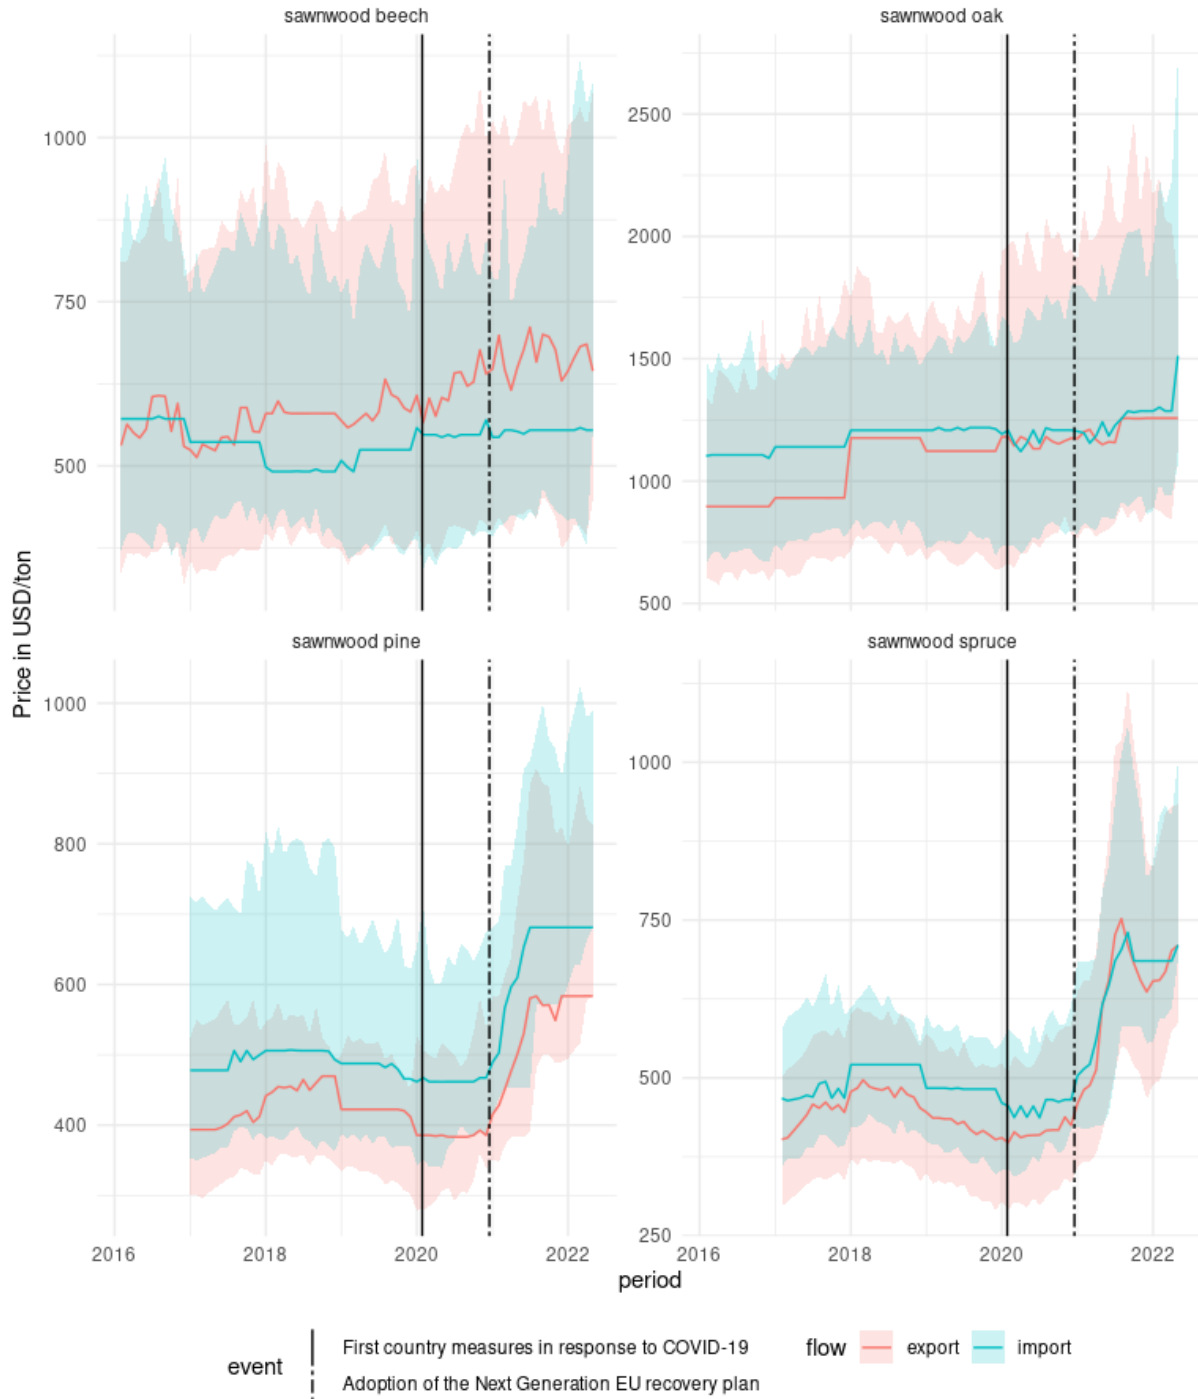 sawnwood beech
sawnwood oak
1000
750
500
2500
2000
1500
1000
500
Price in USD/ton
sawnwood pine
sawnwood spruce
1000
800
600
400
1000
750
500
250
2016 2018 2020 2022
2016 2018 2020 2022
period
event
First country measures in response to COVID-19
Adoption of the Next Generation EU recovery plan
flow export import